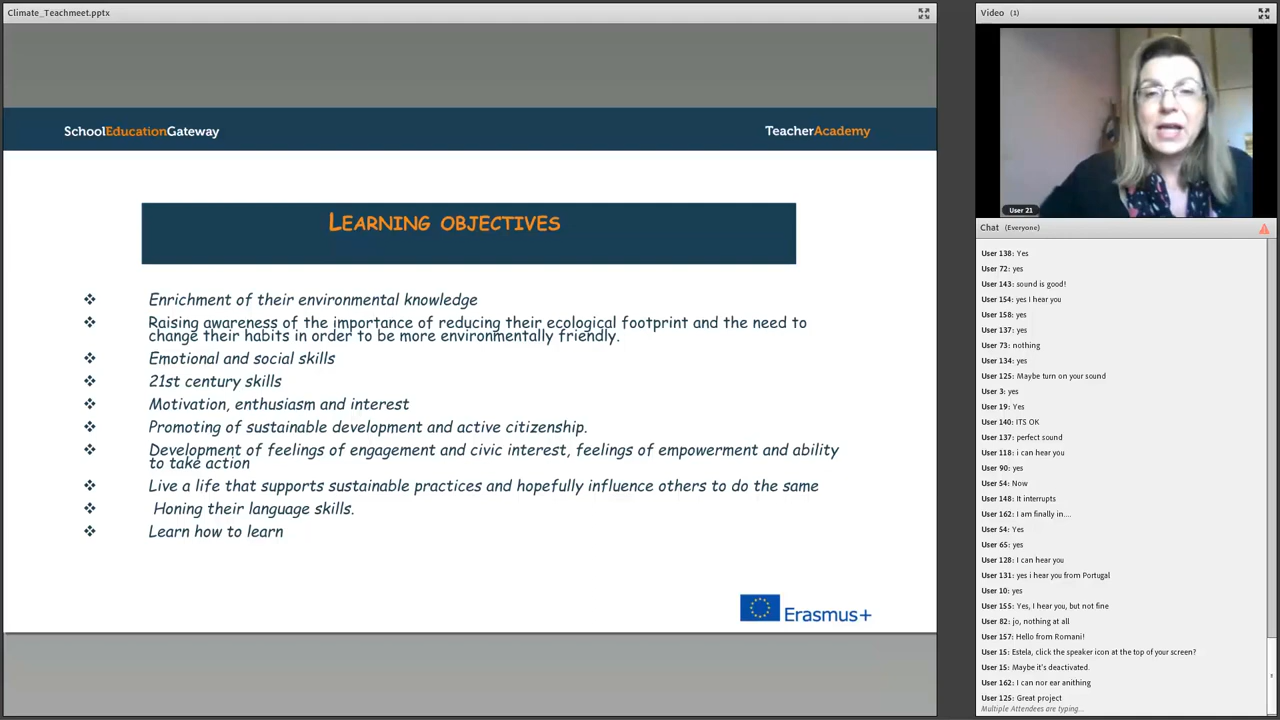 Climate_Teachmeet.pptx
SchoolEducationGateway
TeacherAcademy
LEARNING OBJECTIVES
Enrichment of their environmental knowledge
Raising awareness of the importance of reducing their ecological footprint and the need to
change their habits in order to be more environmentally friendly.
Emotional and social skills
21st century skills
Motivation, enthusiasm and interest
Promoting of sustainable development and active citizenship.
Development of feelings of engagement and civic interest, feelings of empowerment and ability
to take action
Live a life that supports sustainable practices and hopefully influence others to do the same
Honing their language skills.
Learn how to learn
Erasmus+
Video (1)
User 21
Chat (Everyone)
User 138: Yes
User 72: yes
User 143: sound is good!
User 154: yes I hear you
User 158: yes
User 137: yes
User 73: nothing
User 134: yes
User 125: Maybe turn on your sound
User 3: yes
User 19: Yes
User 140: ITS OK
User 137: perfect sound
User 118: i can hear you
User 90: yes
User 54: Now
User 148: It interrupts
User 162: I am finally in....
User 54: Yes
User 65: yes
User 128: I can hear you
User 131: yes i hear you from Portugal
User 10: yes
User 155: Yes, I hear you, but not fine
User 82: jo, nothing at all
User 157: Hello from Romani!
User 15: Estela, click the speaker icon at the top of your screen?
User 15: Maybe it's deactivated.
User 162: I can nor ear anithing
User 125: Great project
Multiple Attendees are typing...